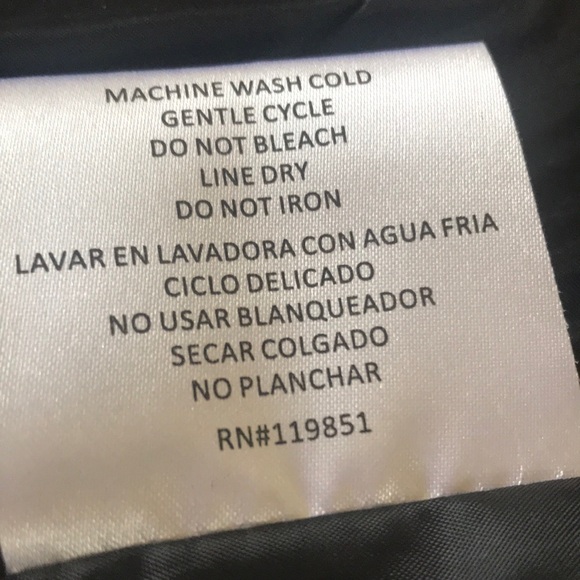 MACHINE WASH COLD
GENTLE CYCLE
DO NOT BLEACH
LINE DRY
DO NOT IRON
LAVAR EN LAVADORA CON AGUA FRIA
CICLO DELICADO
NO USAR BLANQUEADOR
SECAR COLGADO
NO PLANCHAR
RN#119851